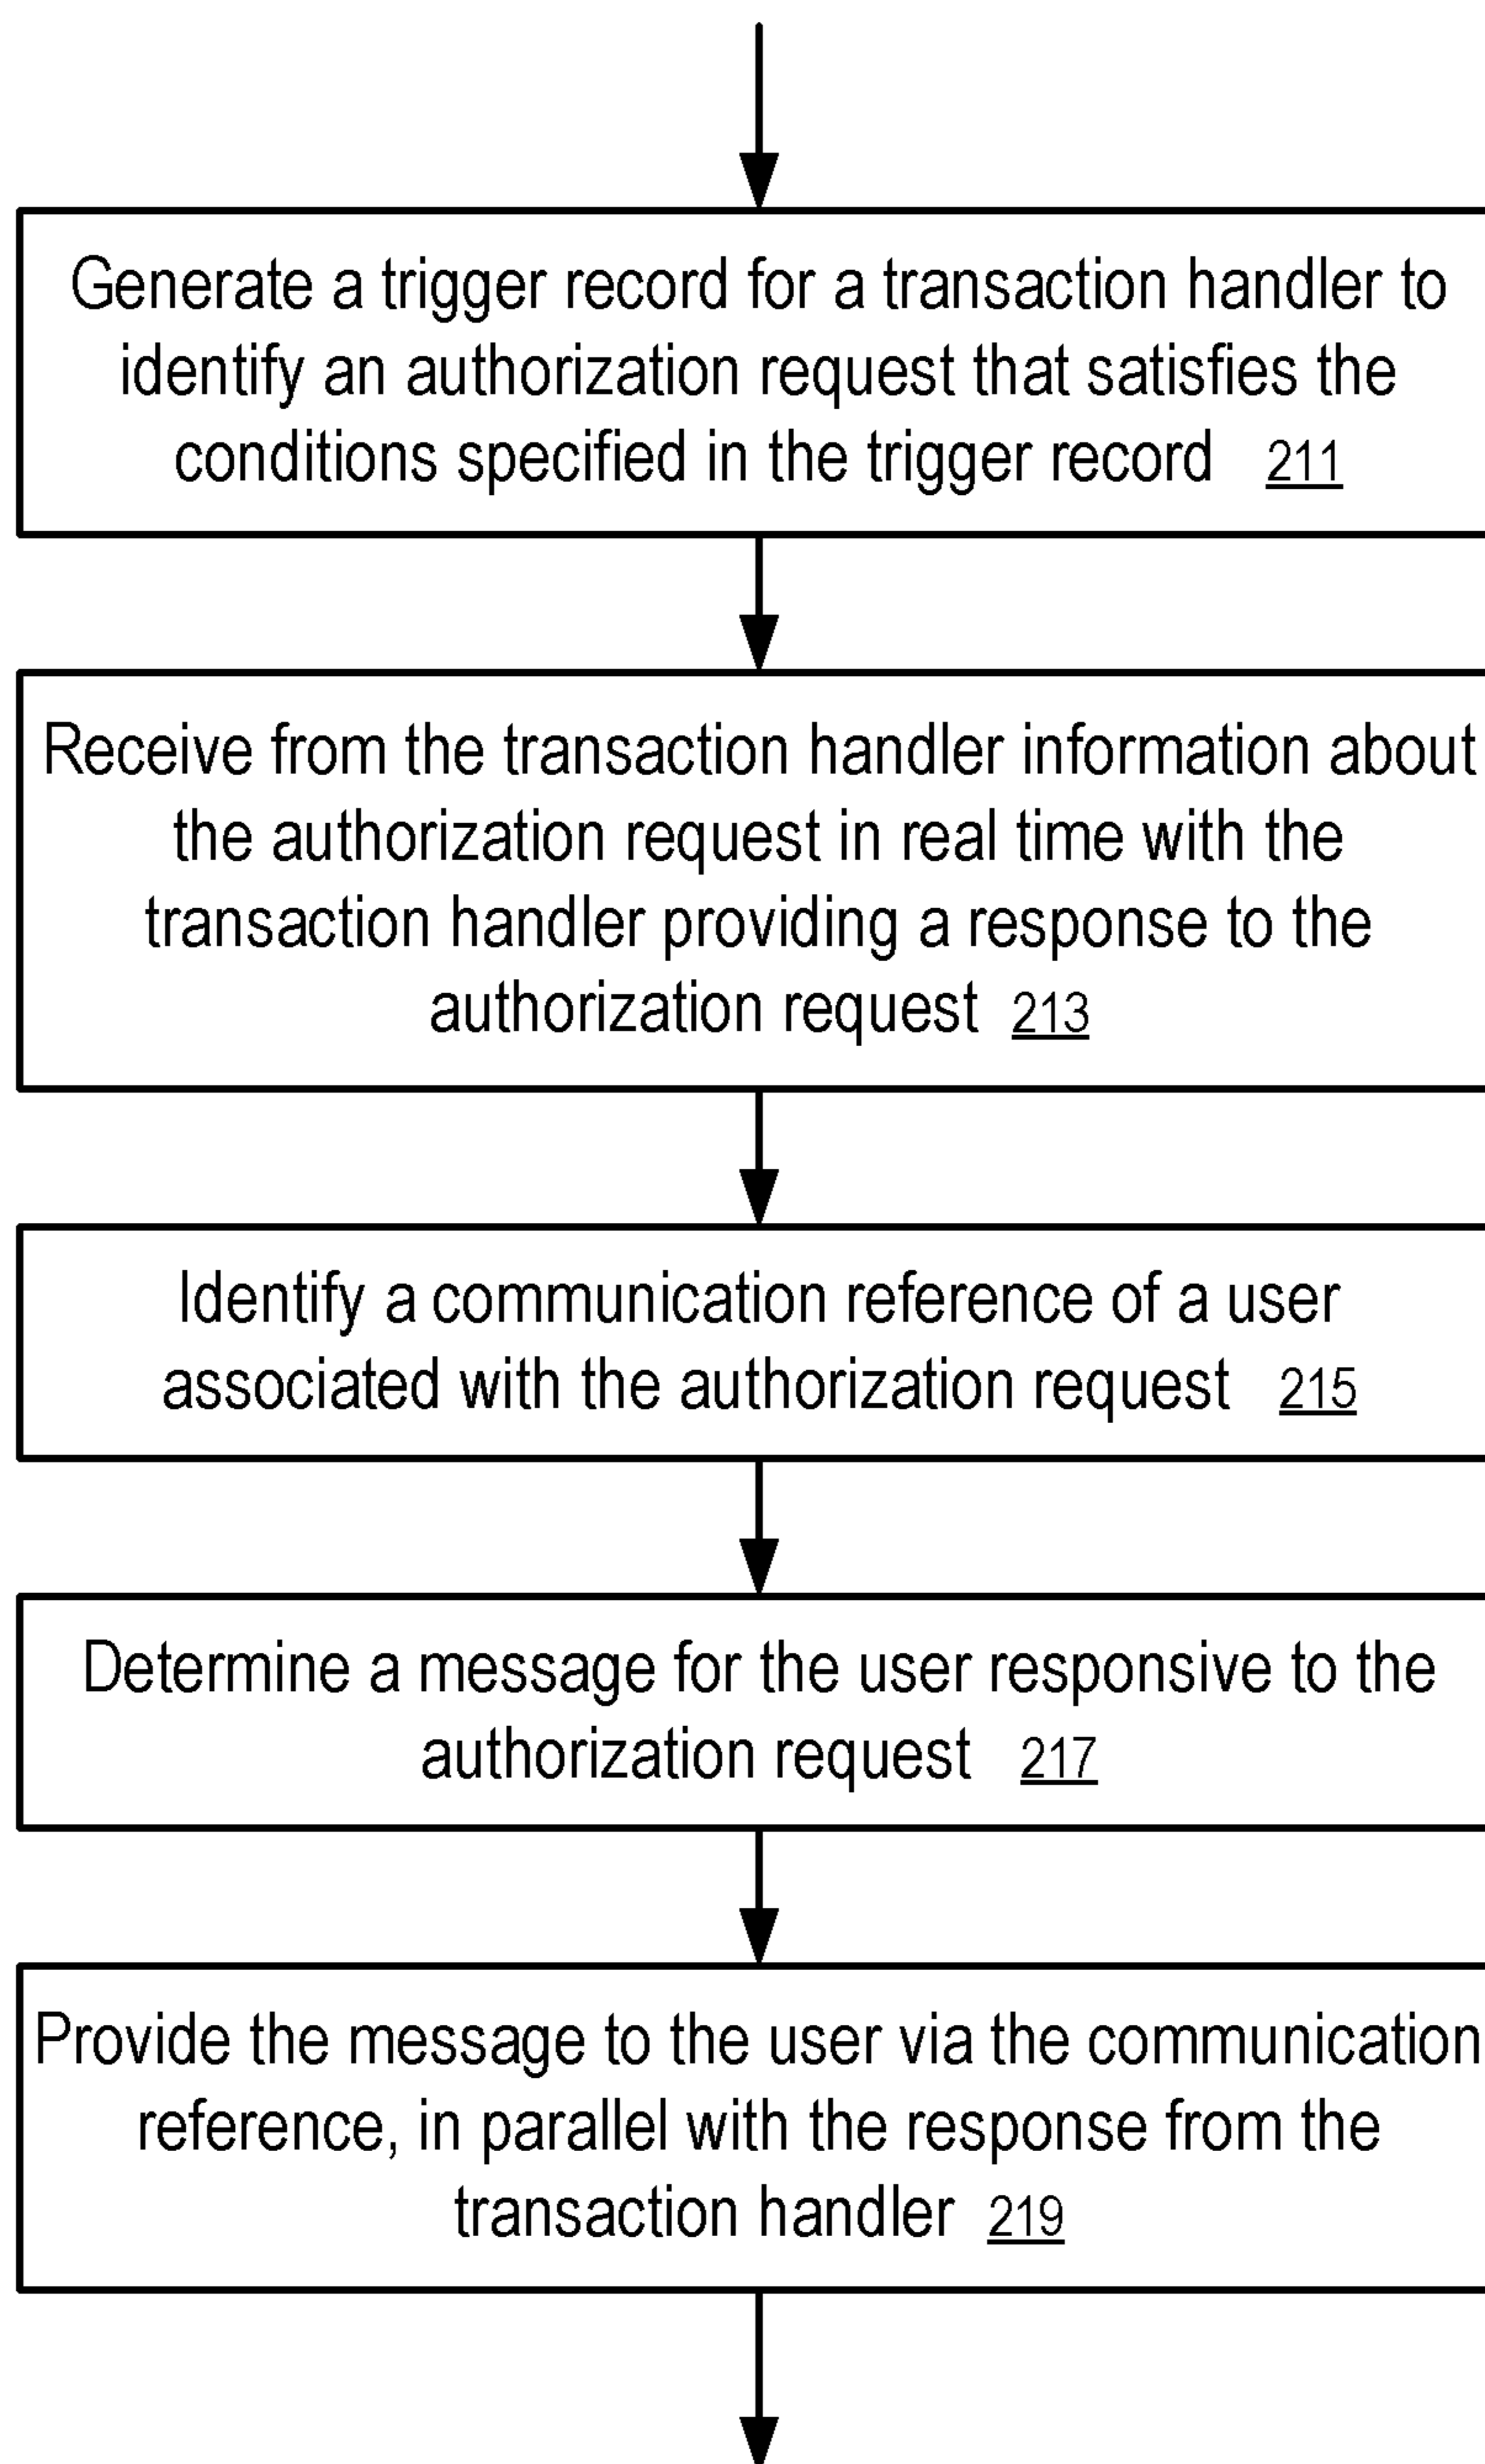 Generate a trigger record for a transaction handler to
identify an authorization request that satisfies the
conditions specified in the trigger record 211
Receive from the transaction handler information about
the authorization request in real time with the
transaction handler providing a response to the
authorization request 213
Identify a communication reference of a user
associated with the authorization request 215
Determine a message for the user responsive to the
authorization request 217
Provide the message to the user via the communication
reference, in parallel with the response from the
transaction handler 219